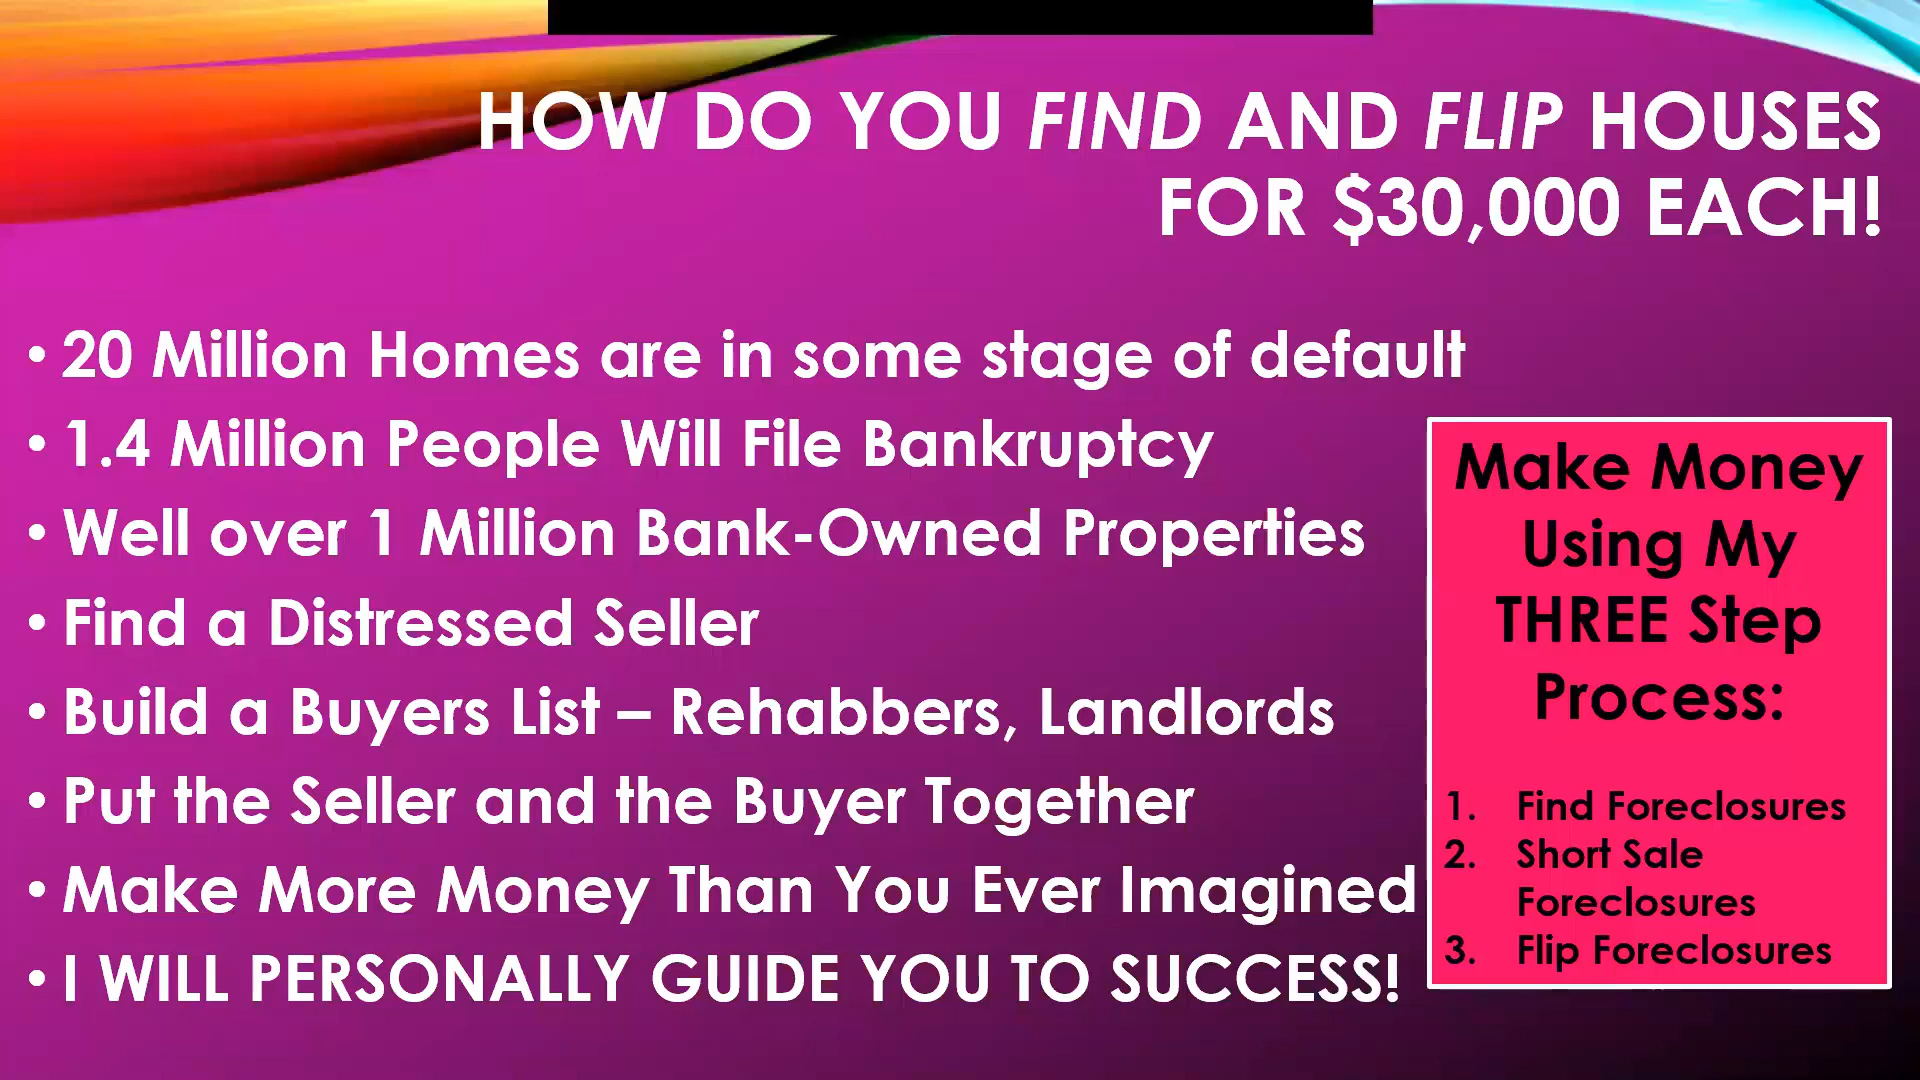 HOW DO YOU FIND AND FLIP HOUSES
FOR $30,000 EACH!
• 20 Million Homes are in some stage of default
• 1.4 Million People Will File Bankruptcy
• Well over 1 Million Bank-Owned Properties
• Find a Distressed Seller
• Build a Buyers List – Rehabbers, Landlords
• Put the Seller and the Buyer Together
• Make More Money Than You Ever Imagined
• I WILL PERSONALLY GUIDE YOU TO SUCCESS!
Make Money
Using My
THREE Step
Process:
1. Find Foreclosures
2. Short Sale
Foreclosures
3. Flip Foreclosures